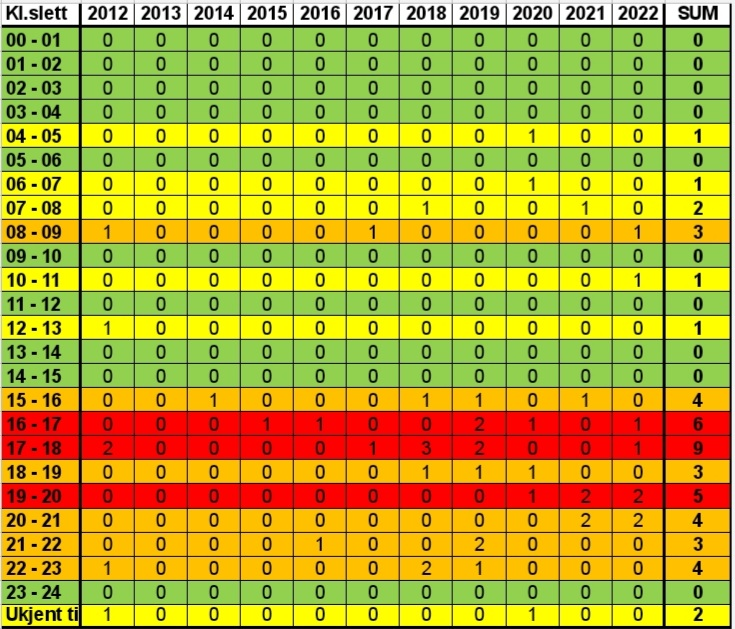 Kl.slett 2012 2013 2014 2015 2016 2017 2018 2019 2020 2021 2022 SUM
00 - 01 0 0 0 0 0 0 0 0 0 0 0 0
01 - 02 0 0 0 0 0 0 0 0 0 0 0 0
02 - 03 0 0 0 0 0 0 0 0 0 0 0 0
03 - 04 0 0 0 0 0 0 0 0 0 0 0 0
04 - 05 0 0 0 0 0 0 0 0 1 0 0 1
05 - 06 0 0 0 0 0 0 0 0 0 0 0 0
06 - 07 0 0 0 0 0 0 0 0 1 0 0 1
07 - 08 0 0 0 0 0 0 1 0 0 1 0 2
08 - 09 1 0 0 0 0 1 0 0 0 0 1 3
09 - 10 0 0 0 0 0 0 0 0 0 0 0 0
10 - 11 0 0 0 0 0 0 0 0 0 0 1 1
11 - 12 0 0 0 0 0 0 0 0 0 0 0 0
12 - 13 1 0 0 0 0 0 0 0 0 0 0 1
13 - 14 0 0 0 0 0 0 0 0 0 0 0 0
14 - 15 0 0 0 0 0 0 0 0 0 0 0 0
15 - 16 0 0 1 0 0 0 1 1 0 1 0 4
16 - 17 0 0 0 1 1 0 0 2 1 0 1 6
17 - 18 2 0 0 0 0 1 3 2 0 0 1 9
18 - 19 0 0 0 0 0 0 1 1 1 0 0 3
19 - 20 0 0 0 0 0 0 0 0 1 2 2 5
20 - 21 0 0 0 0 0 0 0 0 0 2 2 4
21 - 22 0 0 0 0 1 0 0 2 0 0 0 3
22 - 23 1 0 0 0 0 0 2 1 0 0 0 4
23 - 24 0 0 0 0 0 0 0 0 0 0 0 0
Ukjent ti 1 0 0 0 0 0 0 0 1 0 0 2